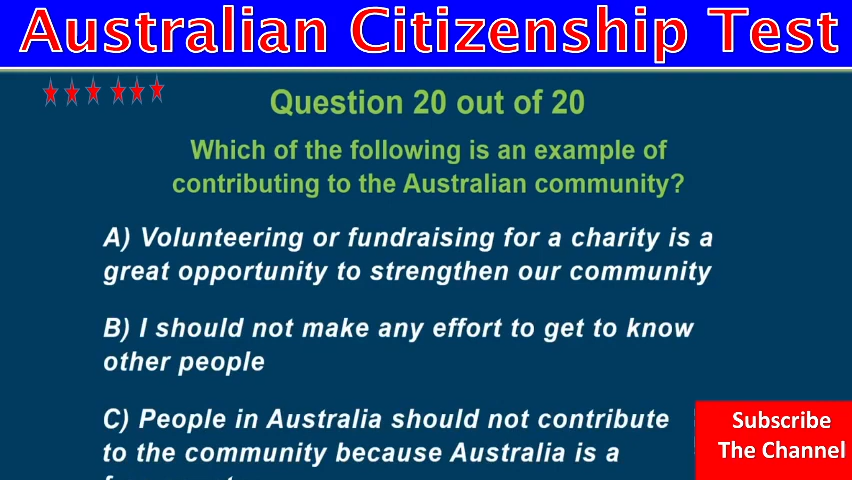 Australian Citizenship Test
Question 20 out of 20
Which of the following is an example of
contributing to the Australian community?
A) Volunteering or fundraising for a charity is a
great opportunity to strengthen our community
B) I should not make any effort to get to know
other people
C) People in Australia should not contribute
to the community because Australia is a
Subscribe
The Channel